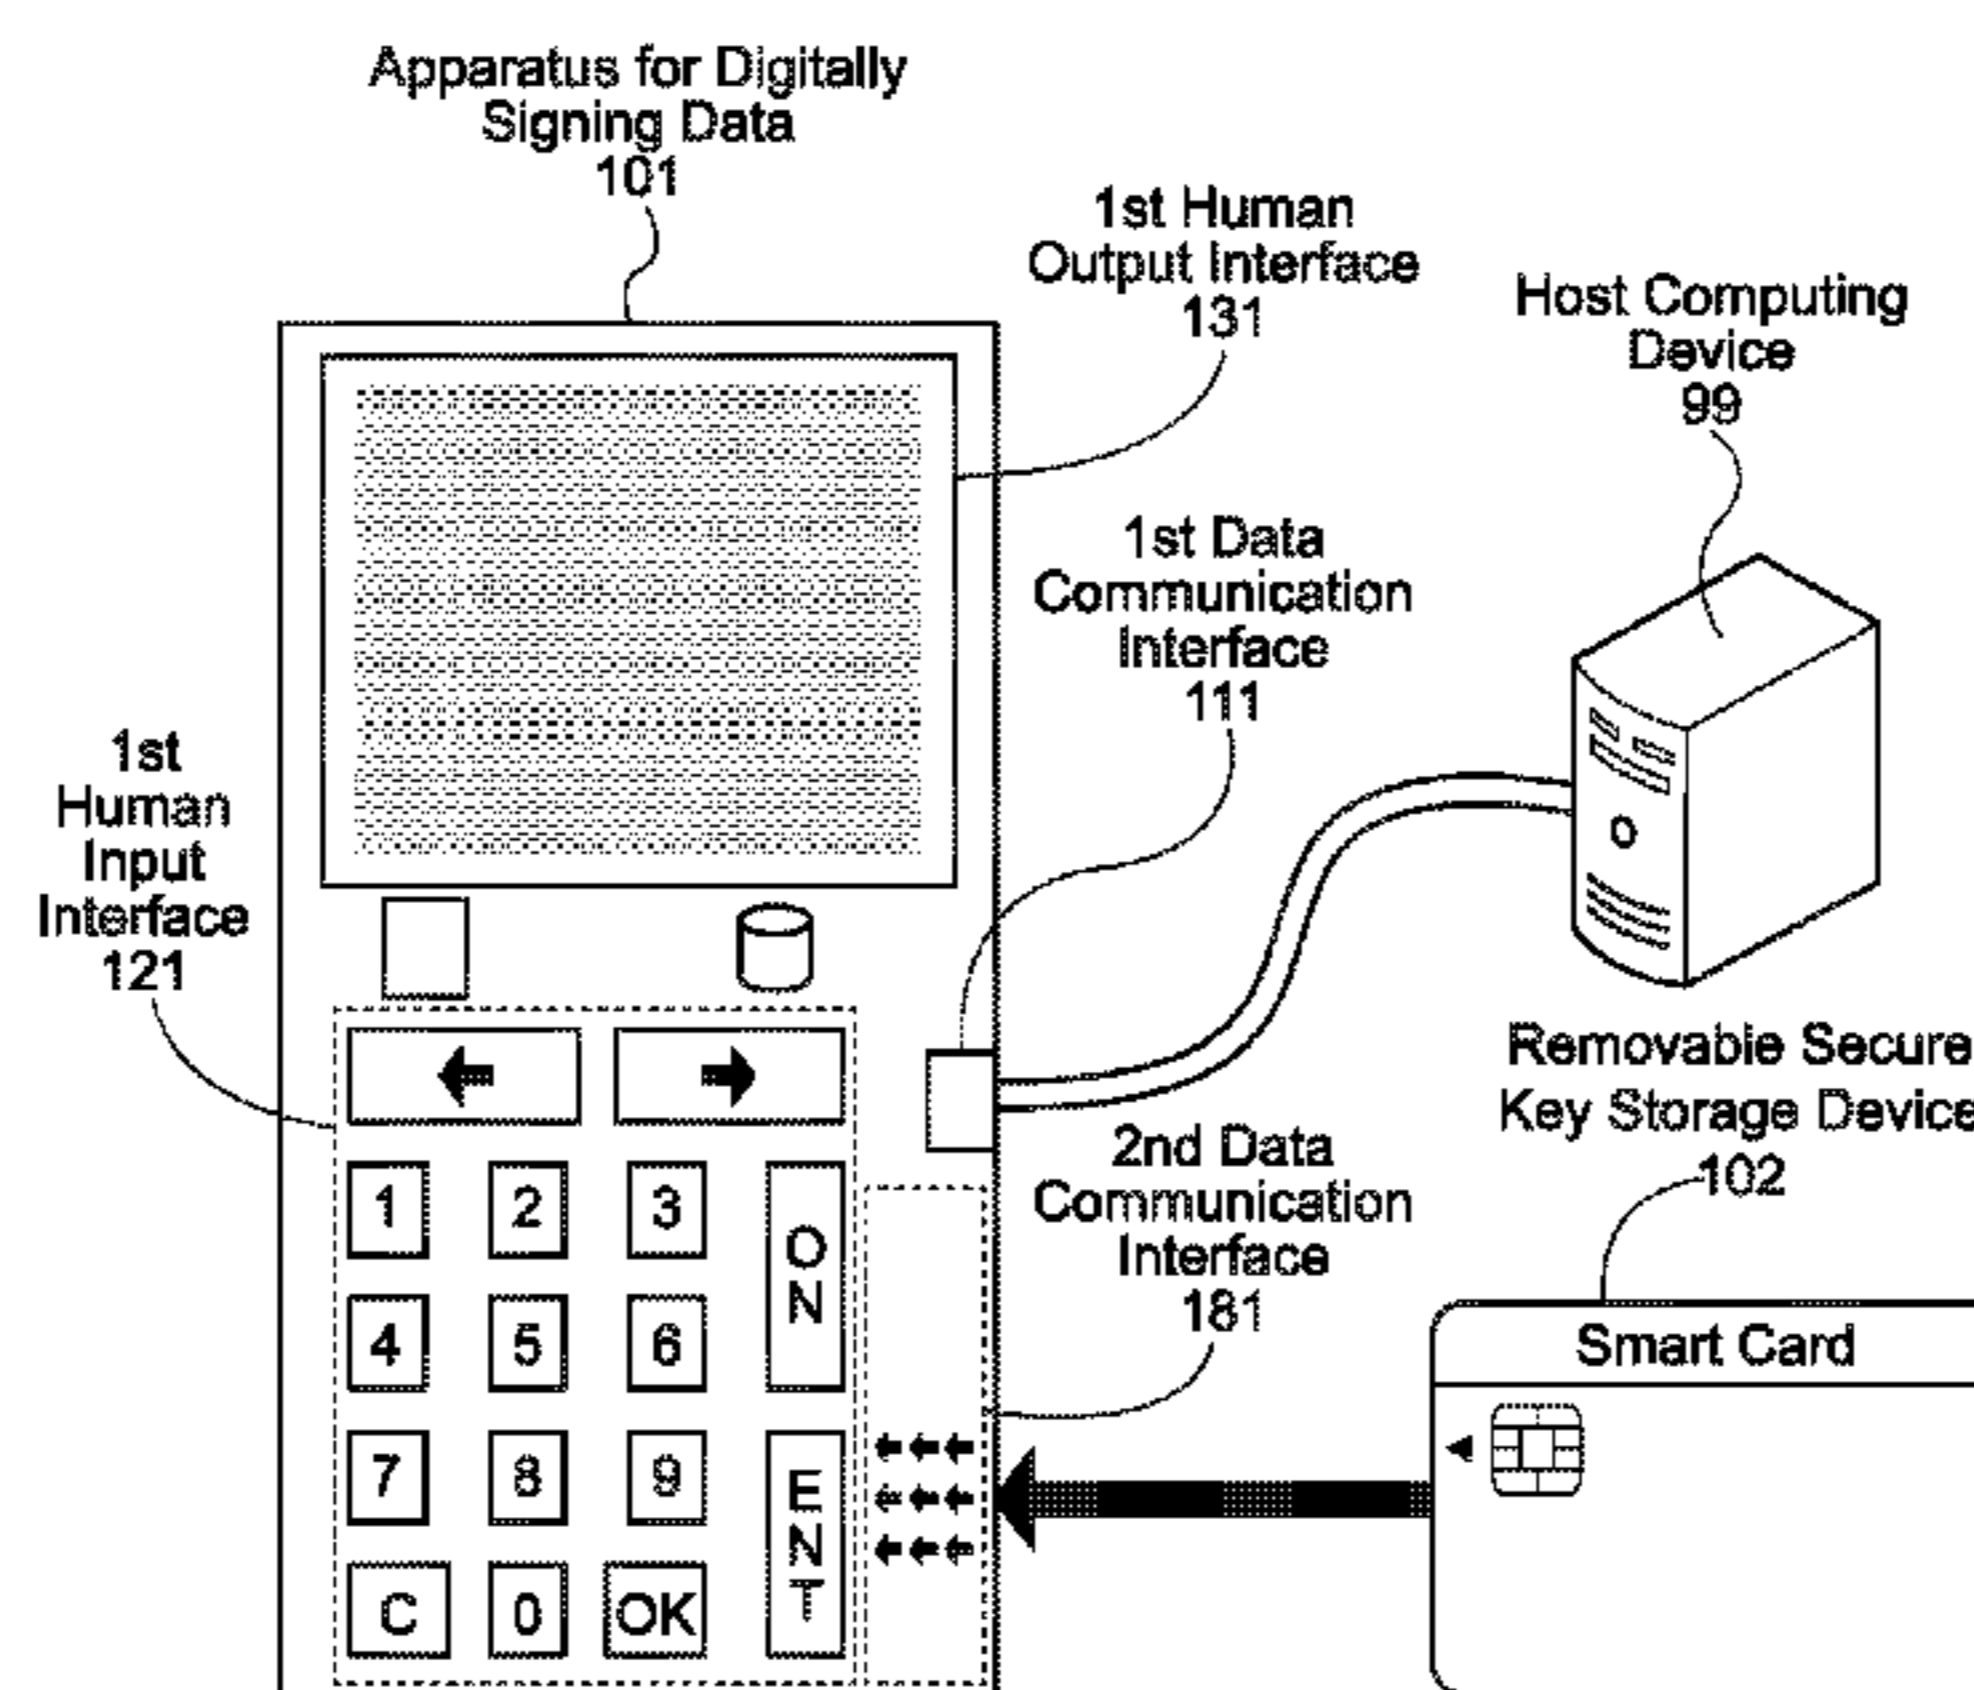 Apparatus for Digitally
Signing Data
101
1st Human
Output Interface
131
Host Computing
Device
99
1st Data
Communication
Interface
111
1st
Human
Input
Interface
121
Removable Secure
Key Storage Device
102
2nd Data
Communication
Interface
181
Smart Card
1 2 3
ON
4 5 6
7 8 9
ENT
C 0 OK